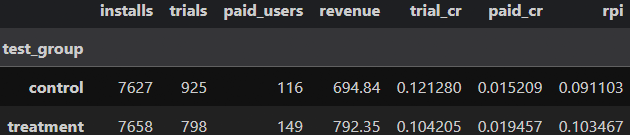 installs trials paid_users revenue trial_cr paid_cr rpi
test_group
control 7627 925 116 694.84 0.121280 0.015209 0.091103
treatment 7658 798 149 792.35 0.104205 0.019457 0.103467